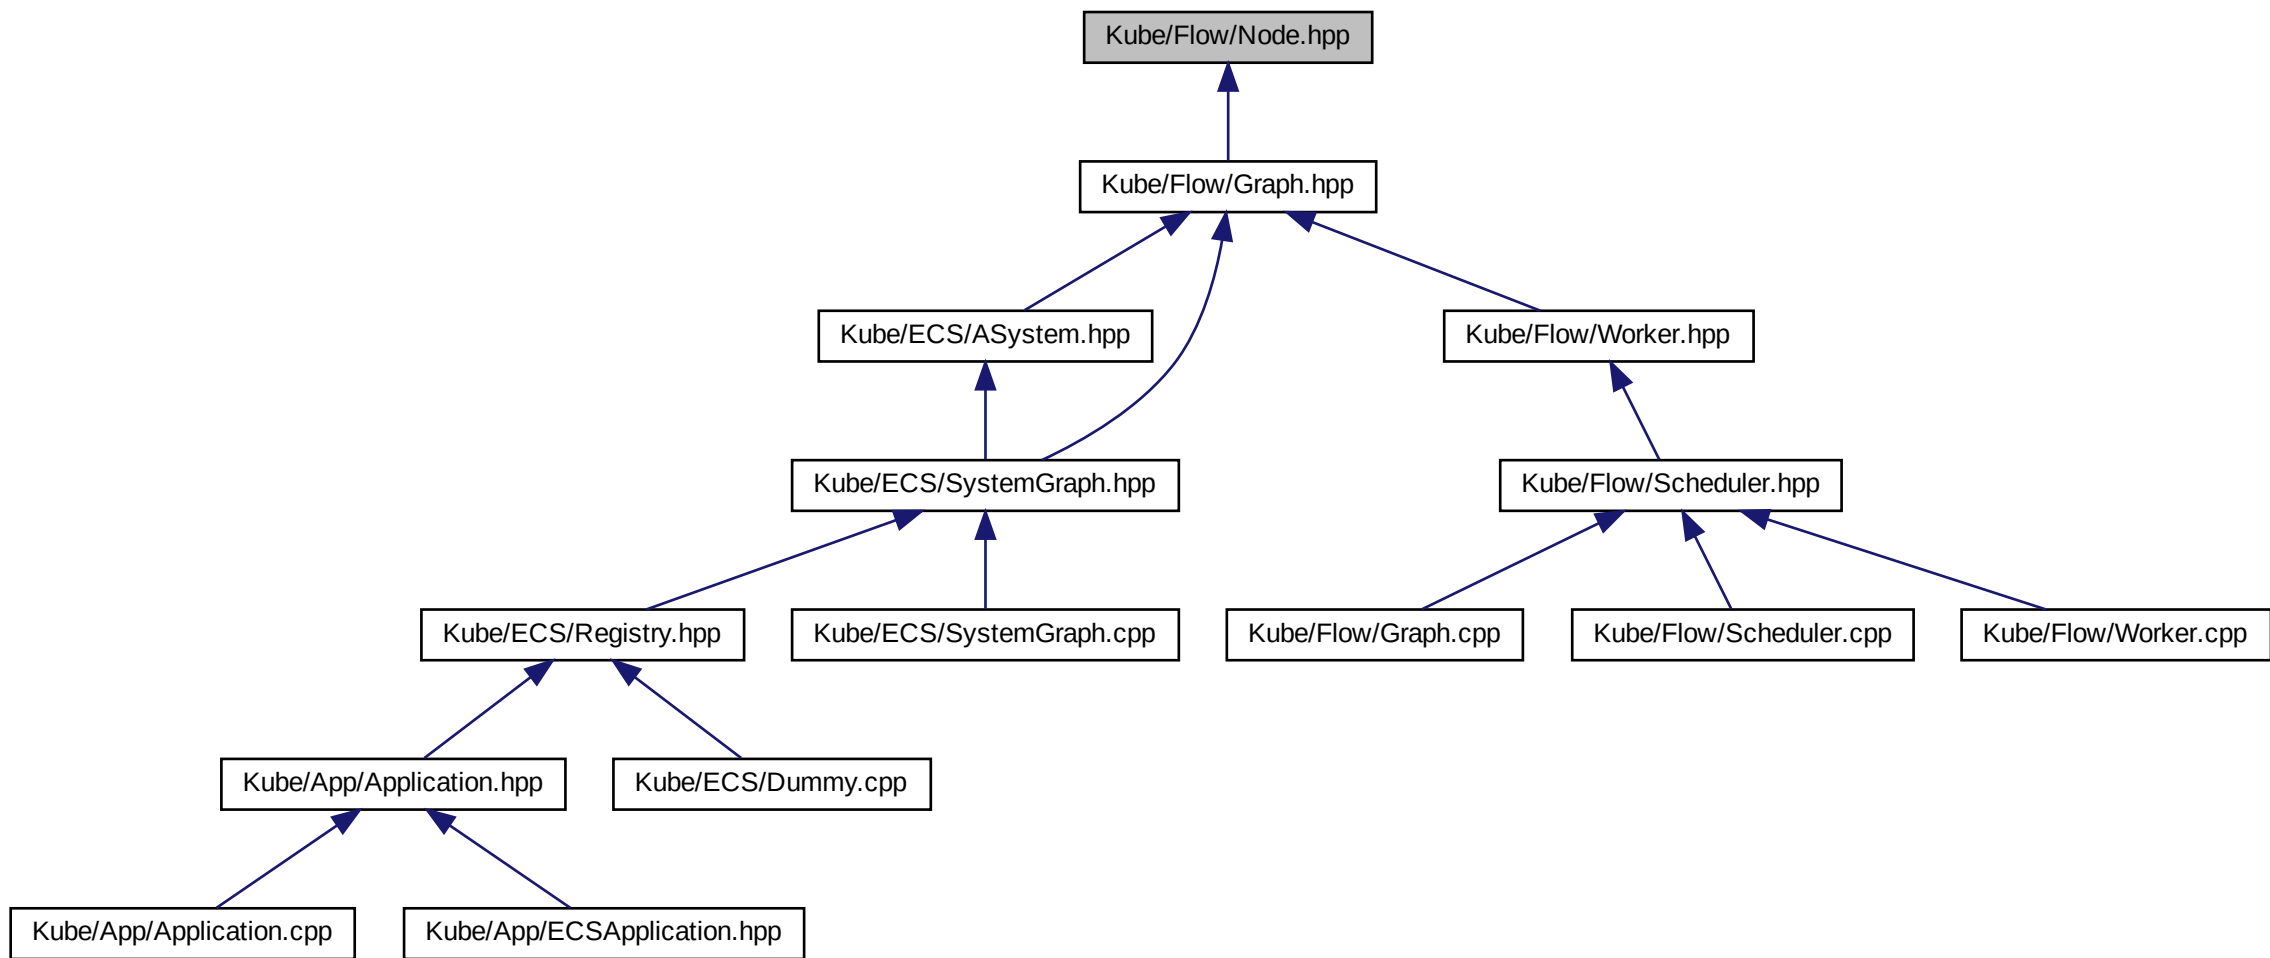 Kube/Flow/Node.hpp
Kube/Flow/Graph.hpp
Kube/ECS/ASystem.hpp
Kube/Flow/Worker.hpp
Kube/ECS/SystemGraph.hpp
Kube/Flow/Scheduler.hpp
Kube/ECS/Registry.hpp
Kube/ECS/SystemGraph.cpp
Kube/Flow/Graph.cpp
Kube/Flow/Scheduler.cpp
Kube/Flow/Worker.cpp
Kube/App/Application.hpp
Kube/ECS/Dummy.cpp
Kube/App/Application.cpp
Kube/App/ECSApplication.hpp